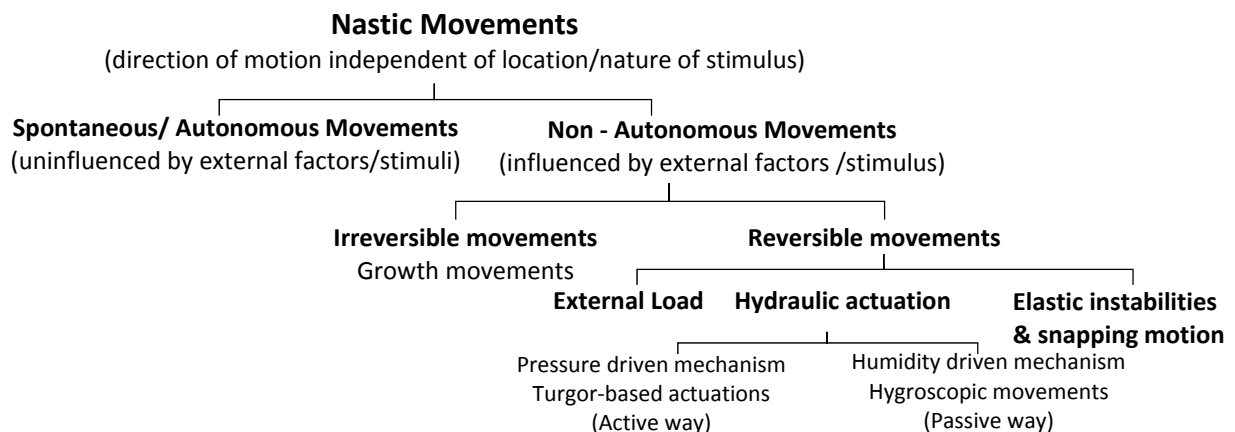 Nastic Movements
(direction of motion independent of location/nature of stimulus)
Spontaneous/ Autonomous Movements
(uninfluenced by external factors/stimuli)
Non - Autonomous Movements
(influenced by external factors /stimulus)
Irreversible movements
Growth movements
Reversible movements
External Load
Hydraulic actuation
Elastic instabilities
& snapping motion
Pressure driven mechanism
Turgor-based actuations
(Active way)
Humidity driven mechanism
Hygroscopic movements
(Passive way)